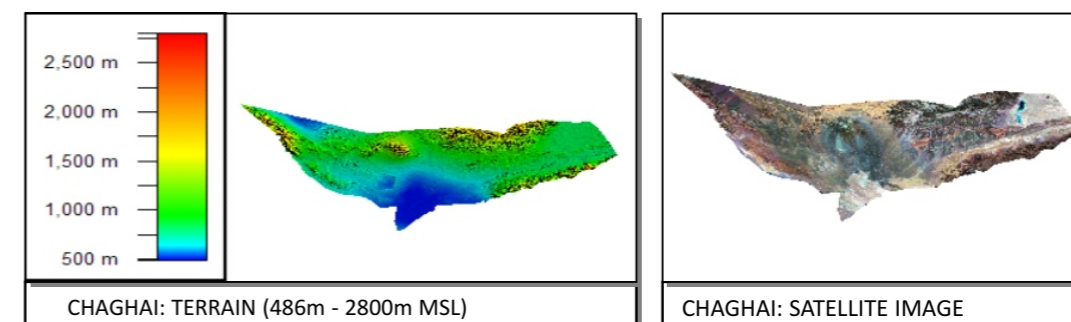 2,500 m
2,000 m
1,500 m
1,000 m
500 m
CHAGHAI: TERRAIN (486m - 2800m MSL)
CHAGHAI: SATELLITE IMAGE